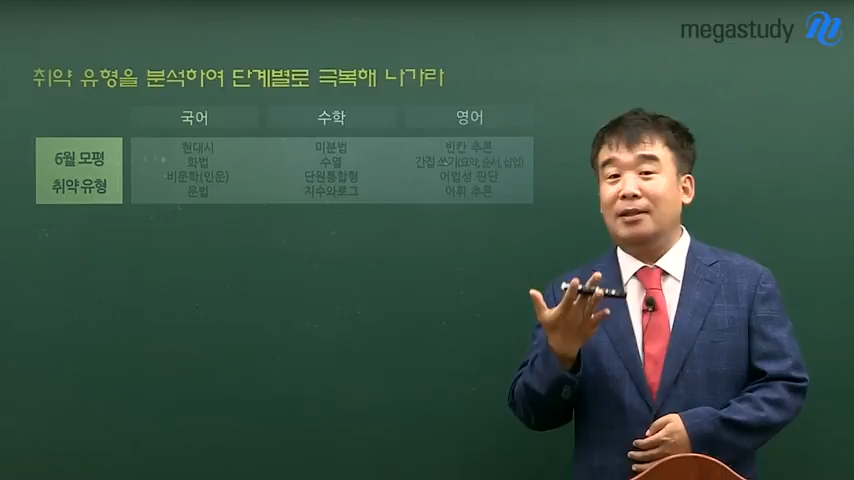 megastudy
취약 유형을 분석하여 단계별로 극복해 나가라
국어 수학 영어
6월 모평
취약 유형
현대시 미분법 빈칸 추론
화법 수열 간접 쓰기(요약, 순서, 삽입)
비문학(인문) 단원통합형 어법성 판단
문법 지수와로그 어휘 추론